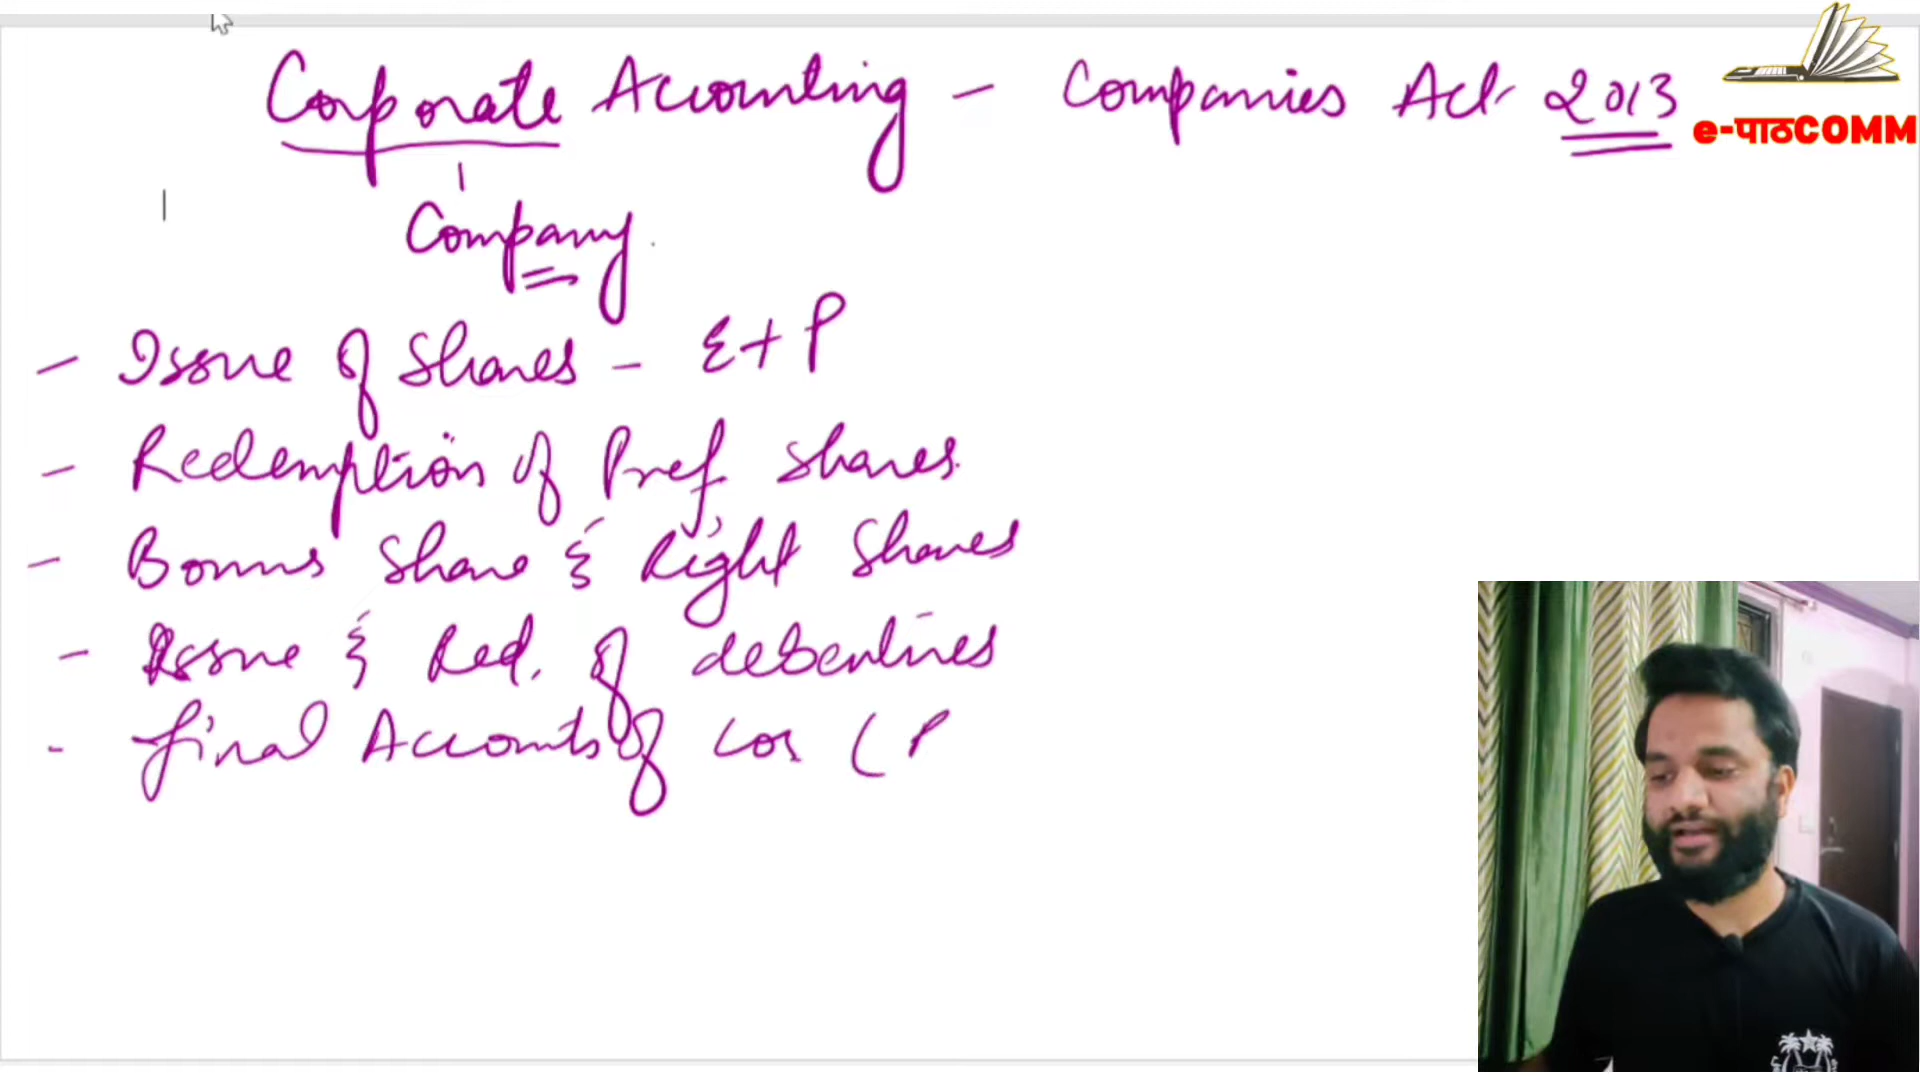 Corporate Accounting - Companies Act 2013
e-पाठCOMM
Company
- Issue of Shares - E+P
- Redemption of Pref shares.
- Bonus Share & Right Shares
- Issue & Red. of debentures
- final Accounts of cos (P